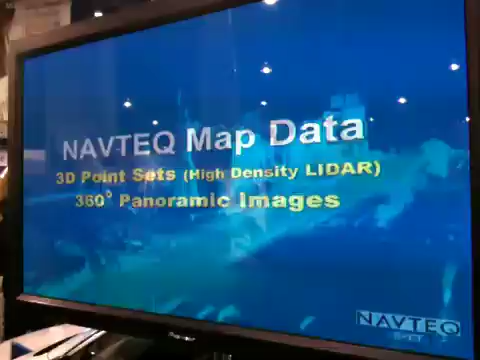 NAVTEQ Map Data
3D Point Sets (High Density LIDAR)
360° Panoramic Images
NAVTEQ